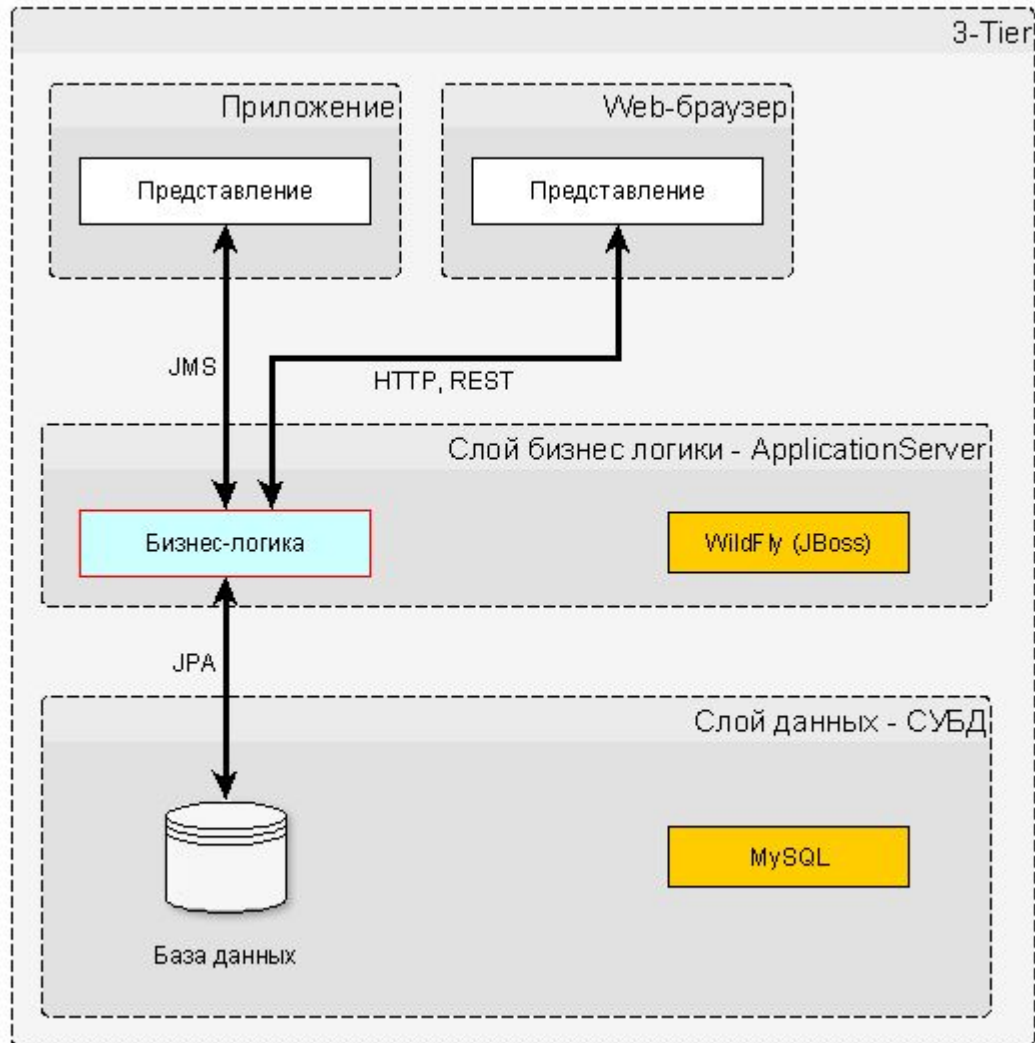 3-Tier
Приложение
Web-браузер
Представление
Представление
JMS
HTTP, REST
Слой бизнес логики - ApplicationServer
Бизнес-логика
WildFly (JBoss)
JPA
Слой данных - СУБД
MySQL
База данных